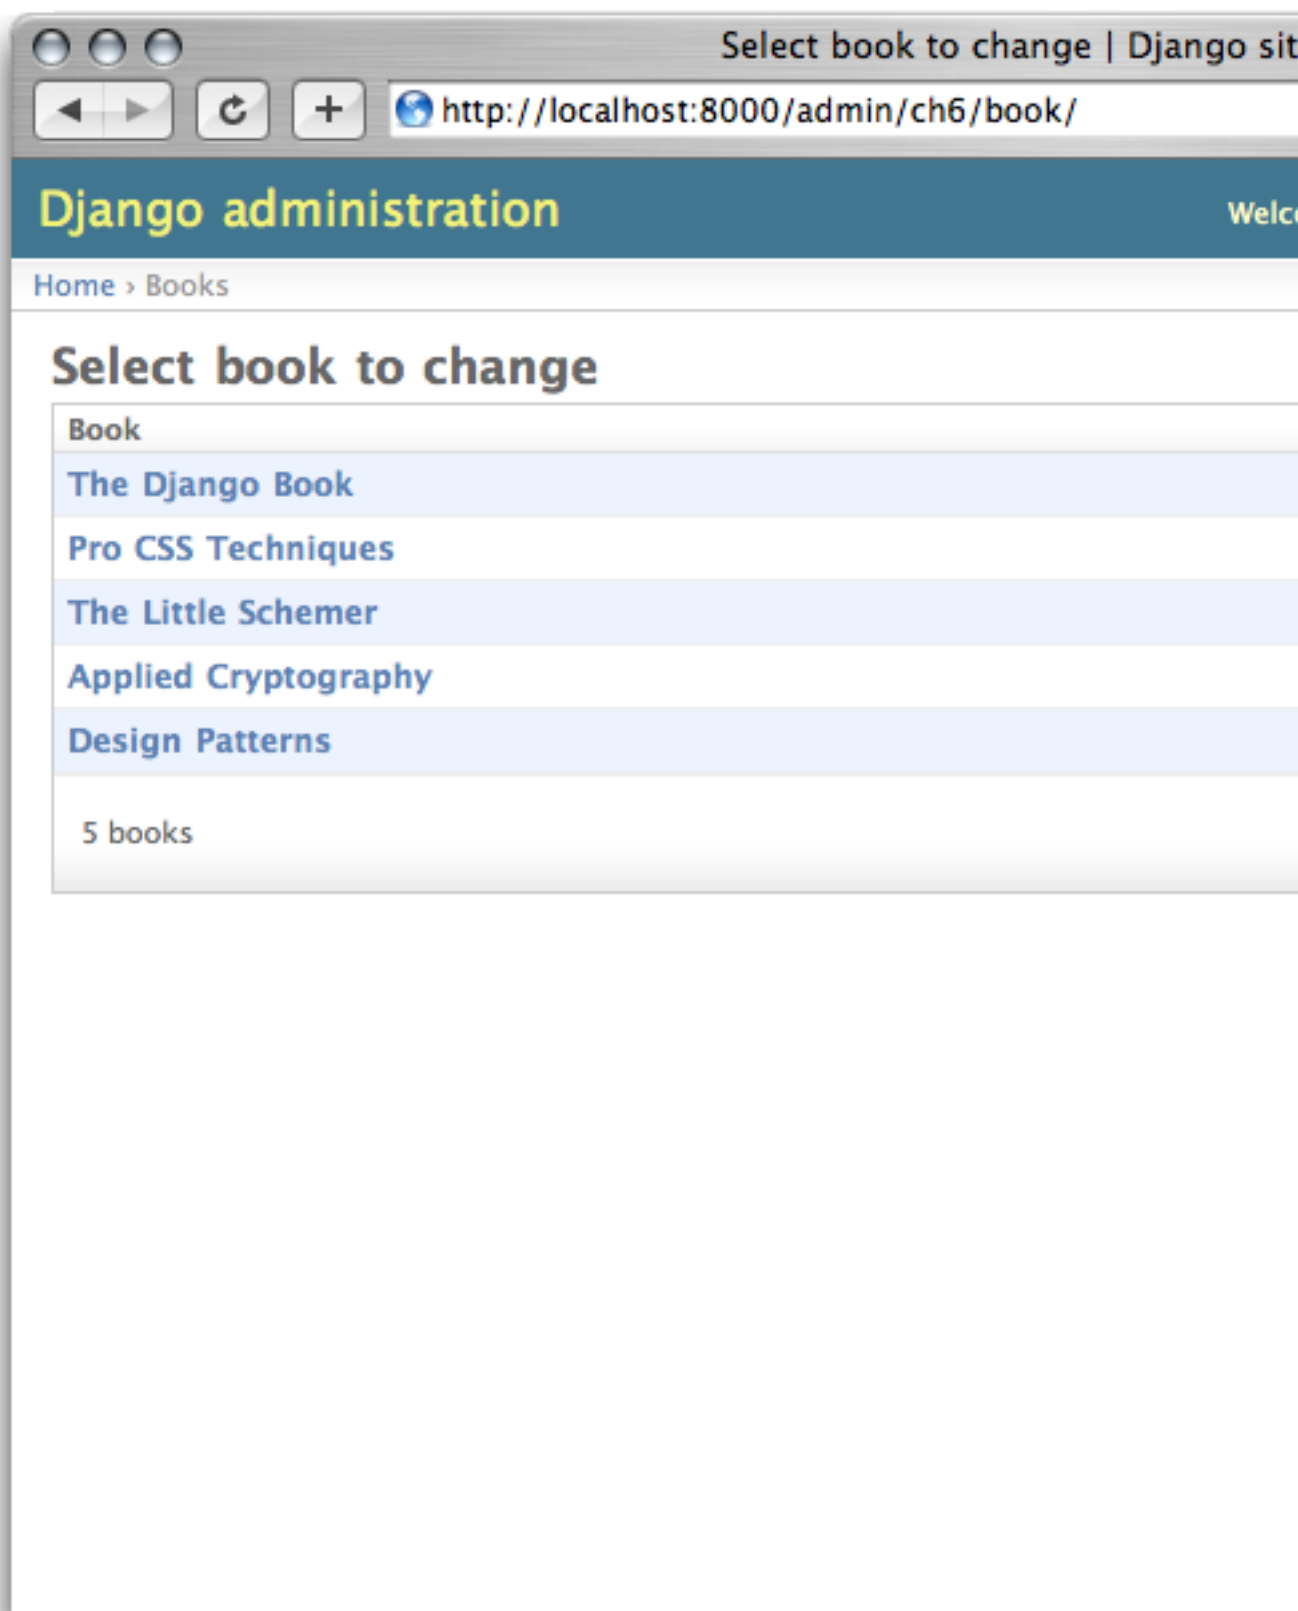 Select book to change | Django sit
http://localhost:8000/admin/ch6/book/
Django administration
Welc
Home › Books
Select book to change
Book
The Django Book
Pro CSS Techniques
The Little Schemer
Applied Cryptography
Design Patterns
5 books